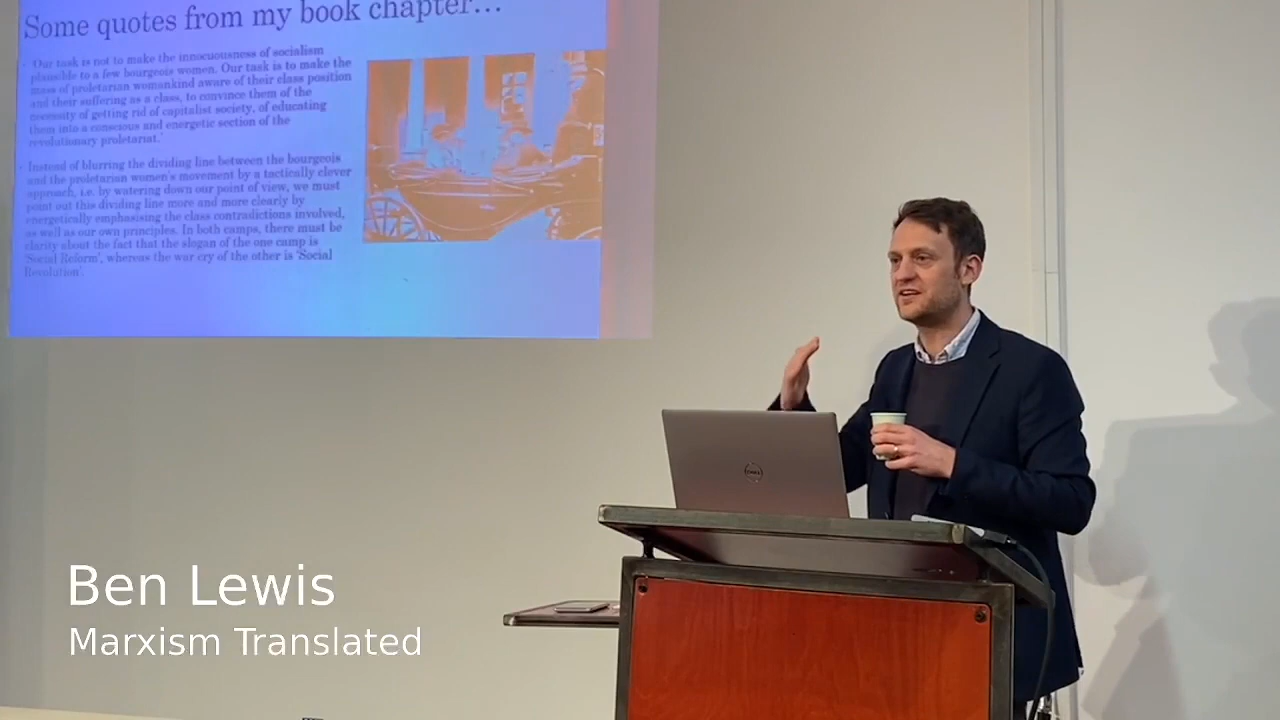 Some quotes from my book chapter…
Our task is not to make the innocuousness of socialism
plausible to a few bourgeois women. Our task is to make the
mass of proletarian womankind aware of their class position
and their suffering as a class, to convince them of the
necessity of getting rid of capitalist society, of educating
them into a conscious and energetic section of the
revolutionary proletariat.'
Instead of blurring the dividing line between the bourgeois
and the proletarian women's movement by a tactically clever
approach, i.e. by watering down our point of view, we must
point out this dividing line more and more clearly by
energetically emphasising the class contradictions involved,
as well as our own principles. In both camps, there must be
clarity about the fact that the slogan of the one camp is
'Social Reform', whereas the war cry of the other is 'Social
Revolution'.
DELL
Ben Lewis
Marxism Translated